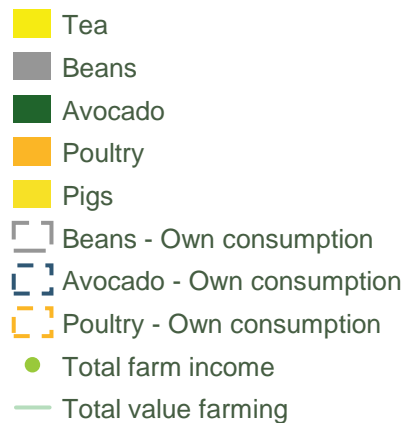 Tea
Beans
Avocado
Poultry
Pigs
Beans - Own consumption
Avocado - Own consumption
Poultry - Own consumption
Total farm income
Total value farming